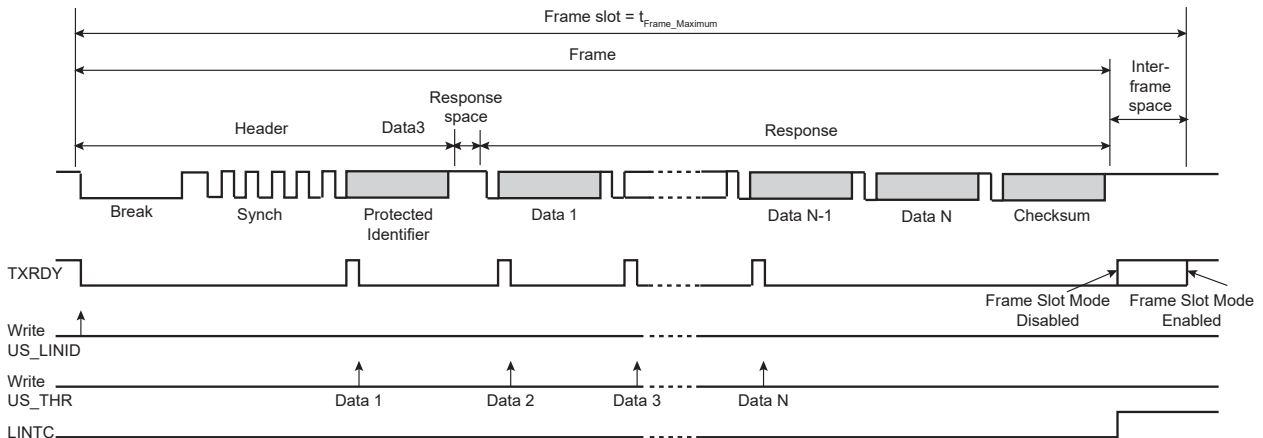 Frame slot = tFrame_Maximum
Frame
Inter-
frame
space
Response
space
Header
Data3
Response
Break
Synch
Protected
Identifier
Data 1
Data N-1
Data N
Checksum
TXRDY
Frame Slot Mode
Disabled
Frame Slot Mode
Enabled
Write
US_LINID
Write
US_THR
Data 1
Data 2
Data 3
Data N
LINTC